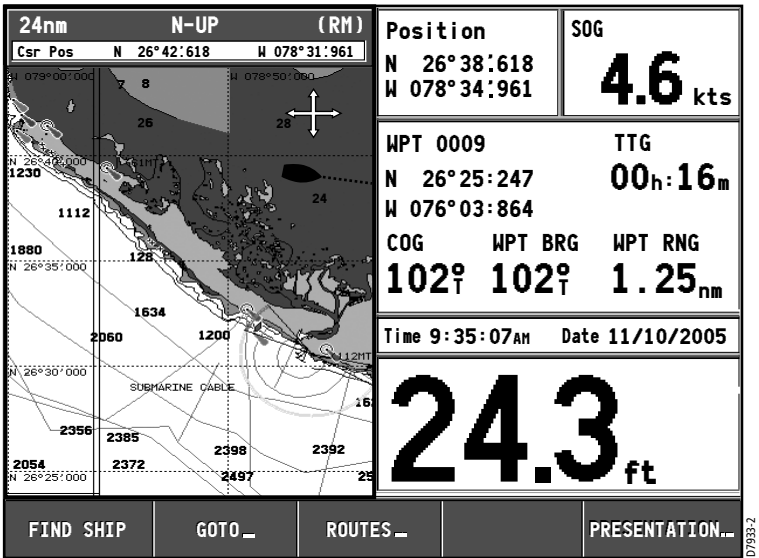 24nm N-UP (RM)
Csr Pos N 26°42'.618 W 078°31'.961
W 079°00'.000 W 078°50'.000
7 8
26 28
N 26°40'.000 161MT
1230
24
1112
1880 128
N 26°35'.000
1634
2060 1200
112MT
N 26°30'.000
SUBMARINE CABLE
16
2356 2385
2398 2392
2054 2372
N 26°25'.000 2497 25
Position
N 26°38'.618
W 078°34'.961
SOG
4.6 kts
WPT 0009
N 26°25:247
W 076°03:864
TTG
00h:16m
COG WPT BRG WPT RNG
102°T 102°T 1.25nm
Time 9:35:07AM Date 11/10/2005
24.3 ft
FIND SHIP GOTO... ROUTES... PRESENTATION...
D7933-2